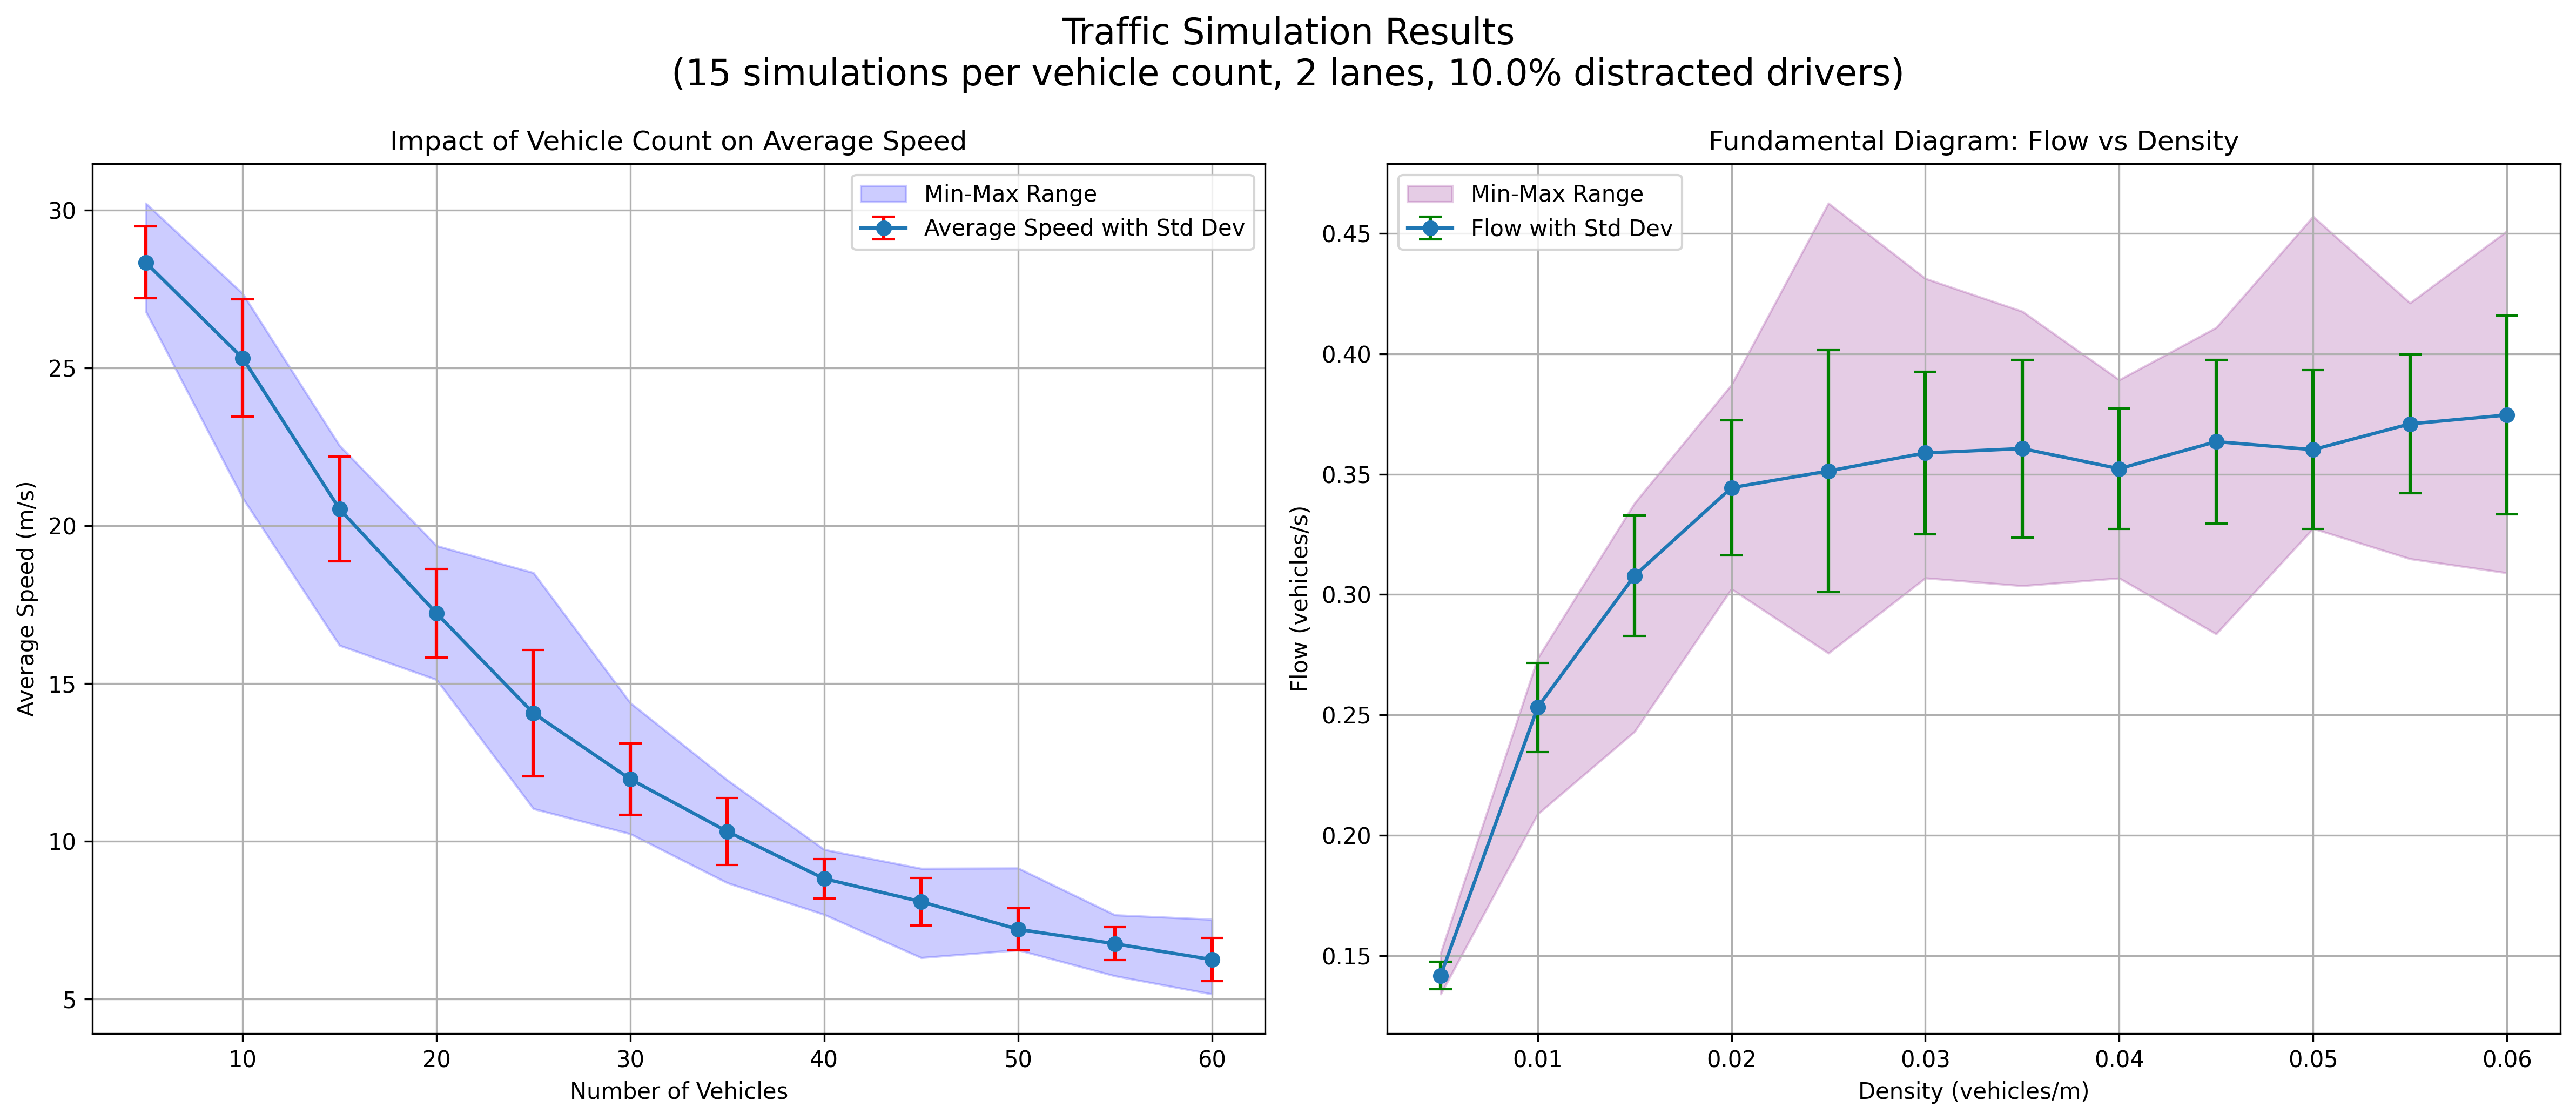 Traffic Simulation Results
(15 simulations per vehicle count, 2 lanes, 10.0% distracted drivers)
Impact of Vehicle Count on Average Speed
Min-Max Range
Average Speed with Std Dev
30
25
20
15
10
5
Average Speed (m/s)
10
20
30
40
50
60
Number of Vehicles
Fundamental Diagram: Flow vs Density
Min-Max Range
Flow with Std Dev
0.45
0.40
0.35
0.30
0.25
0.20
0.15
Flow (vehicles/s)
0.01
0.02
0.03
0.04
0.05
0.06
Density (vehicles/m)